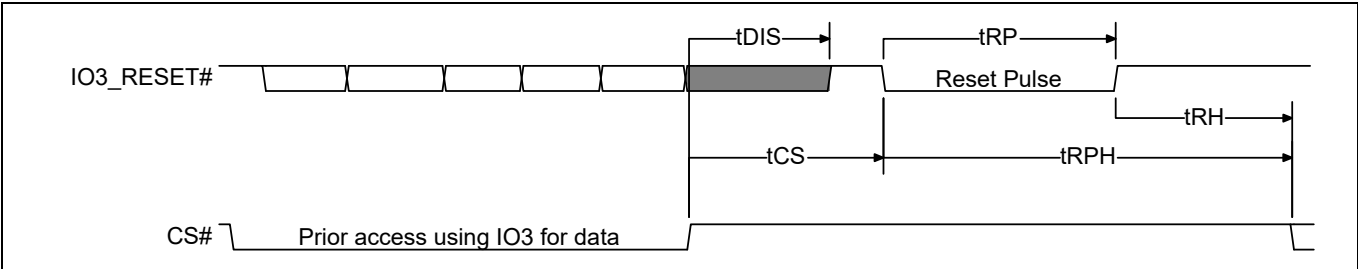 tDIS
tRP
IO3_RESET#
Reset Pulse
tRH
tCS
tRPH
CS#
Prior access using IO3 for data